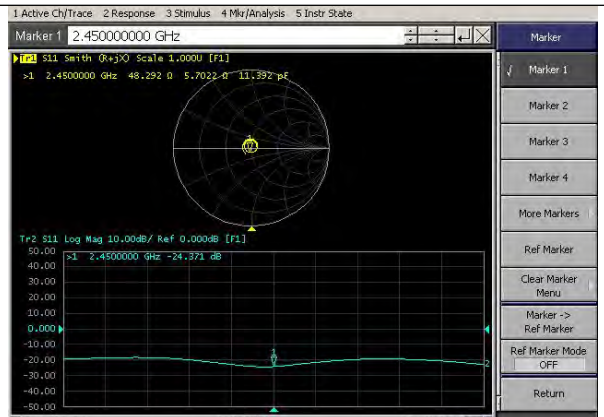 1 Active Ch/Trace 2 Response 3 Stimulus 4 Mkr/Analysis 5 Instr State
Marker 1 2.450000000 GHz
Tr1 S11 Smith (R+jX) Scale 1.000U [F1]
>1 2.4500000 GHz 48.292 Ω 5.7022 Ω 11.392 pF
1
Tr2 S11 Log Mag 10.00dB/ Ref 0.000dB [F1]
>1 2.4500000 GHz -24.371 dB
50.00
40.00
30.00
20.00
10.00
0.000
-10.00
-20.00
-30.00
-40.00
-50.00
1
2
Marker
√ Marker 1
Marker 2
Marker 3
Marker 4
More Markers
Ref Marker
Clear Marker
Menu
Marker ->
Ref Marker
Ref Marker Mode
OFF
Return